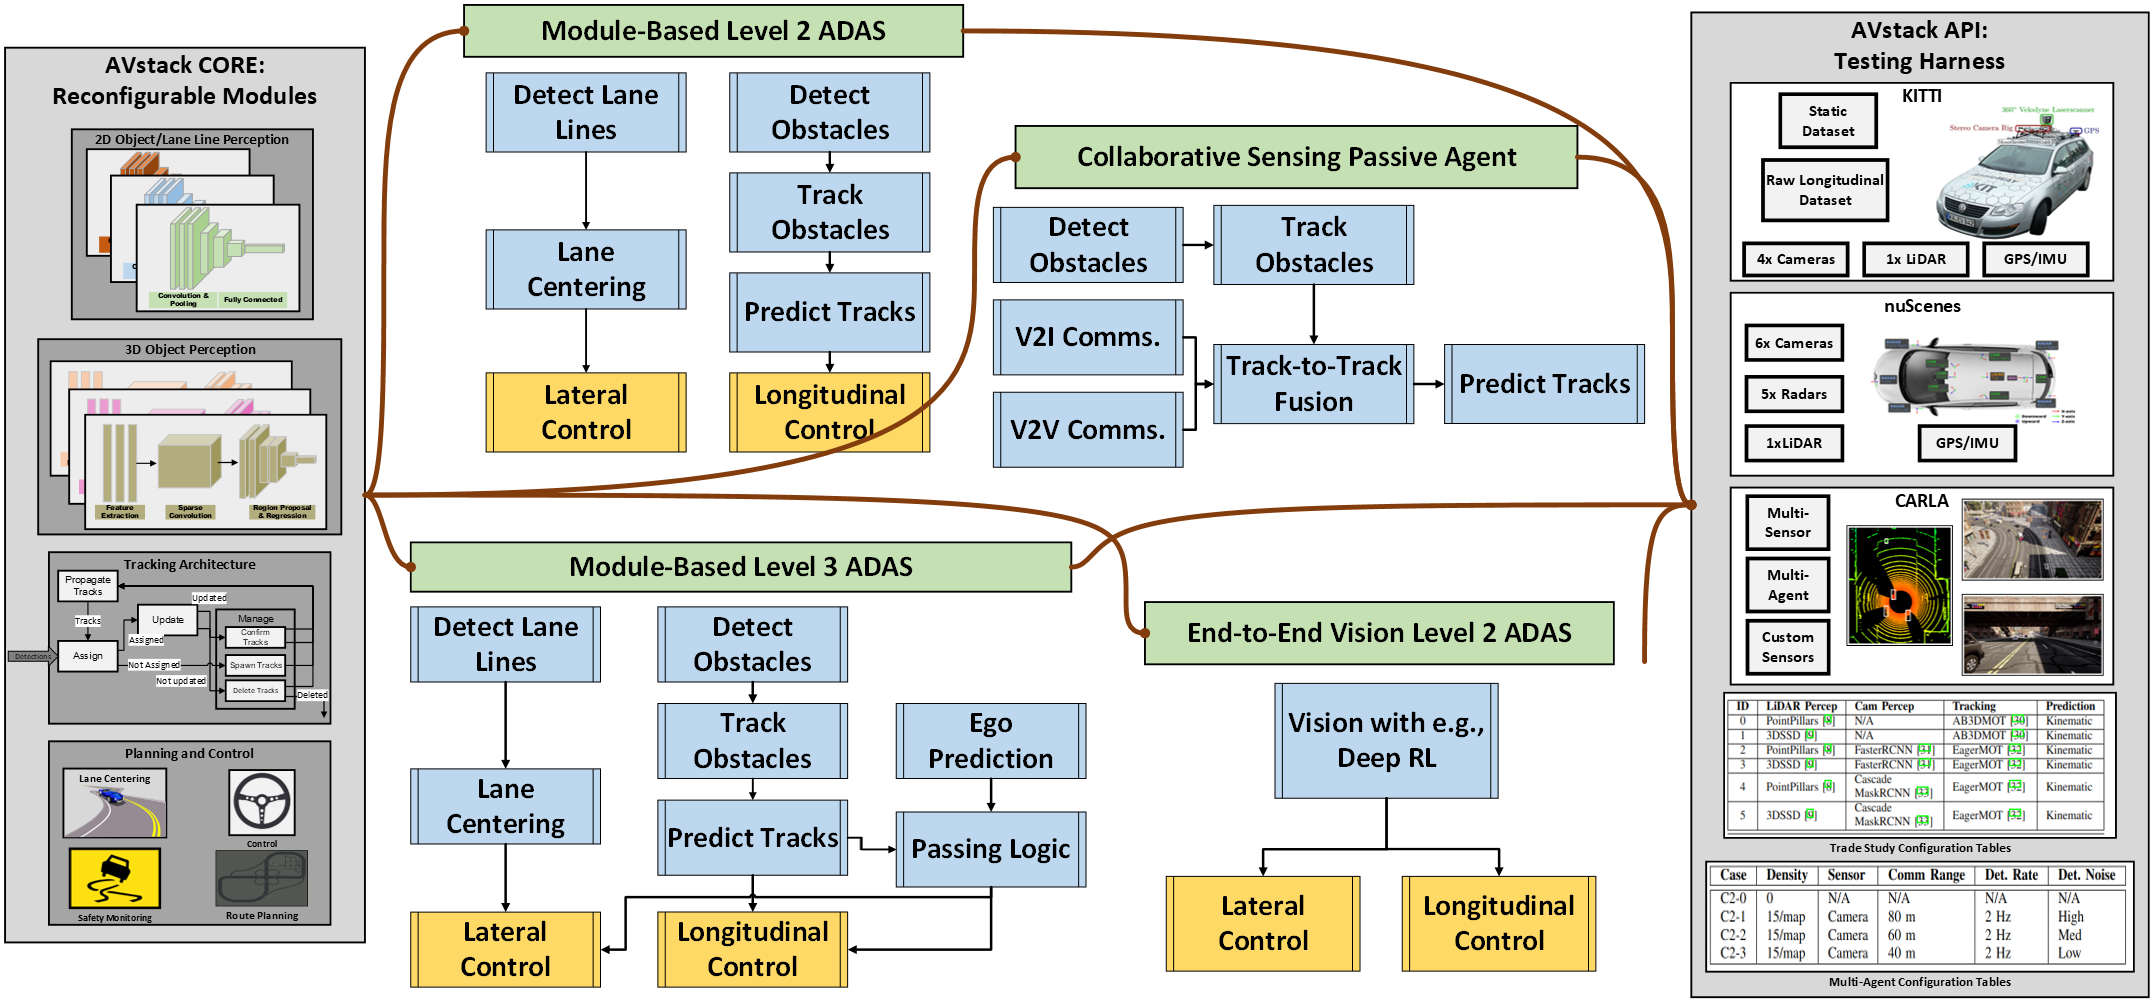 AVstack CORE:
Reconfigurable Modules
2D Object/Lane Line Perception
Convolution &
Pooling
Fully Connected
3D Object Perception
Feature
Extraction
Sparse
Convolution
Region Proposal
& Regression
Tracking Architecture
Propagate
Tracks
Updated
Tracks
Update
Manage
Confirm
Tracks
Assigned
Detections
Assign
Not Assigned
Spawn Tracks
Not updated
Delete Tracks
Deleted
Planning and Control
Lane Centering
Control
Safety Monitoring
Route Planning
Module-Based Level 2 ADAS
Detect Lane
Lines
Lane
Centering
Lateral
Control
Detect
Obstacles
Track
Obstacles
Predict Tracks
Longitudinal
Control
Collaborative Sensing Passive Agent
Detect
Obstacles
Track
Obstacles
V2I Comms.
V2V Comms.
Track-to-Track
Fusion
Predict Tracks
Module-Based Level 3 ADAS
Detect Lane
Lines
Lane
Centering
Lateral
Control
Detect
Obstacles
Track
Obstacles
Predict Tracks
Longitudinal
Control
Ego
Prediction
Passing Logic
End-to-End Vision Level 2 ADAS
Vision with e.g.,
Deep RL
Lateral
Control
Longitudinal
Control
AVstack API:
Testing Harness
KITTI
Static
Dataset
Raw Longitudinal
Dataset
360° Velodyne Laserscanner
Stereo Camera Rig
GPS
4x Cameras
1x LiDAR
GPS/IMU
nuScenes
6x Cameras
5x Radars
1xLiDAR
GPS/IMU
CARLA
Multi-
Sensor
Multi-
Agent
Custom
Sensors
ID LiDAR Percep Cam Percep Tracking Prediction
0 PointPillars [8] N/A AB3DMOT [30] Kinematic
1 3DSSD [9] N/A AB3DMOT [30] Kinematic
2 PointPillars [8] FasterRCNN [31] EagerMOT [32] Kinematic
3 3DSSD [9] FasterRCNN [31] EagerMOT [32] Kinematic
4 PointPillars [8] Cascade MaskRCNN [33] EagerMOT [32] Kinematic
5 3DSSD [9] Cascade MaskRCNN [33] EagerMOT [32] Kinematic
Trade Study Configuration Tables
Case Density Sensor Comm Range Det. Rate Det. Noise
C2-0 0 N/A N/A N/A N/A
C2-1 15/map Camera 80 m 2 Hz High
C2-2 15/map Camera 60 m 2 Hz Med
C2-3 15/map Camera 40 m 2 Hz Low
Multi-Agent Configuration Tables